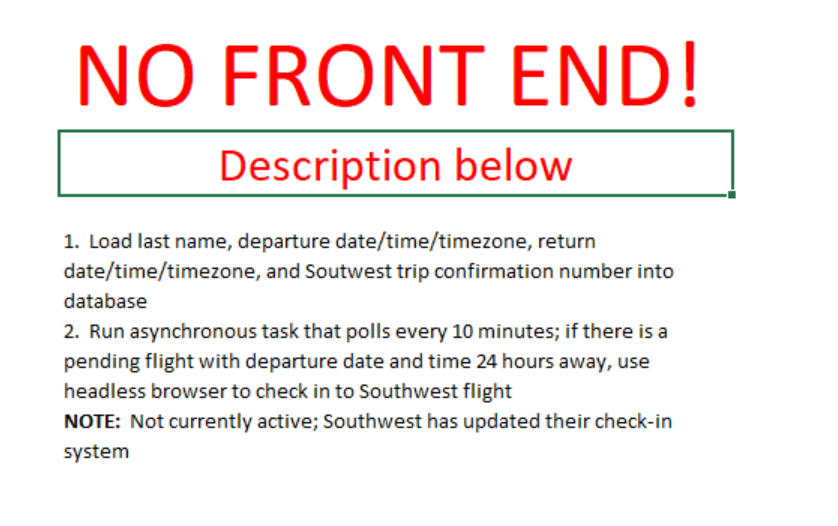 NO FRONT END!
Description below
1.  Load last name, departure date/time/timezone, return
date/time/timezone, and Soutwest trip confirmation number into
database
2.  Run asynchronous task that polls every 10 minutes; if there is a
pending flight with departure date and time 24 hours away, use
headless browser to check in to Southwest flight
NOTE:  Not currently active; Southwest has updated their check-in
system